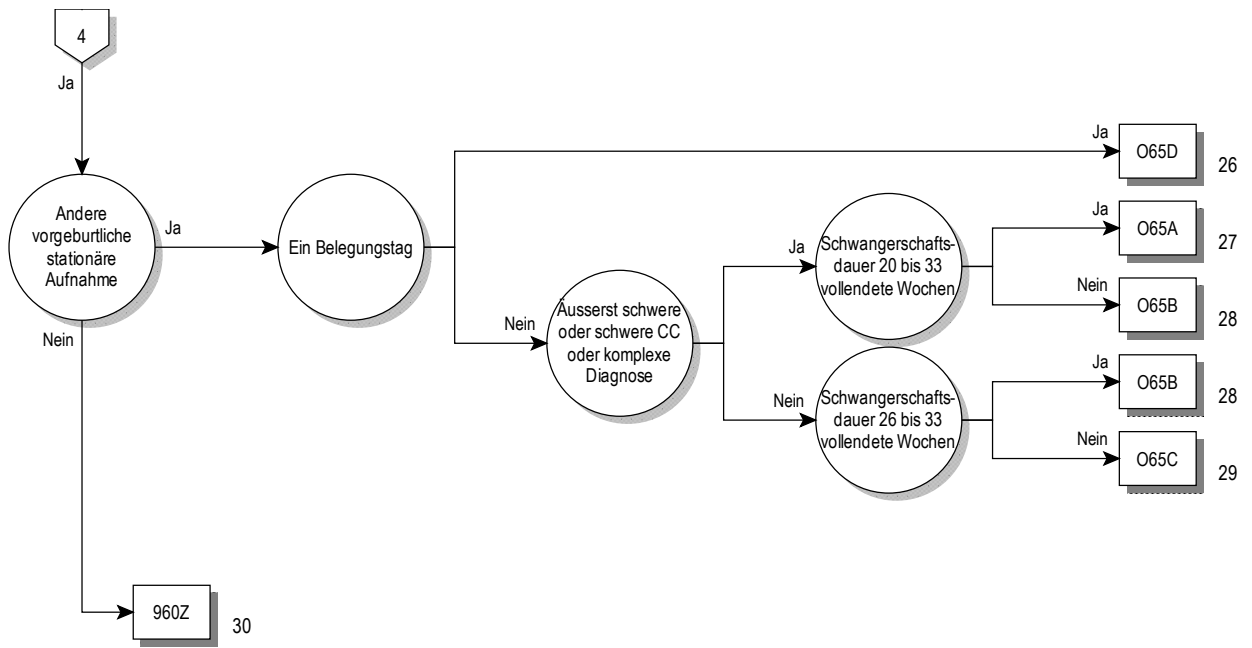 4
Ja
Andere
vorgeburtliche
stationäre
Aufnahme
Ja
Nein
Ein Belegungstag
Ja
O65D
26
Nein
Äusserst schwere
oder schwere CC
oder komplexe
Diagnose
Ja
Schwangerschafts-
dauer 20 bis 33
vollendete Wochen
Ja
O65A
27
Nein
O65B
28
Nein
Schwangerschafts-
dauer 26 bis 33
vollendete Wochen
Ja
O65B
28
Nein
O65C
29
960Z
30